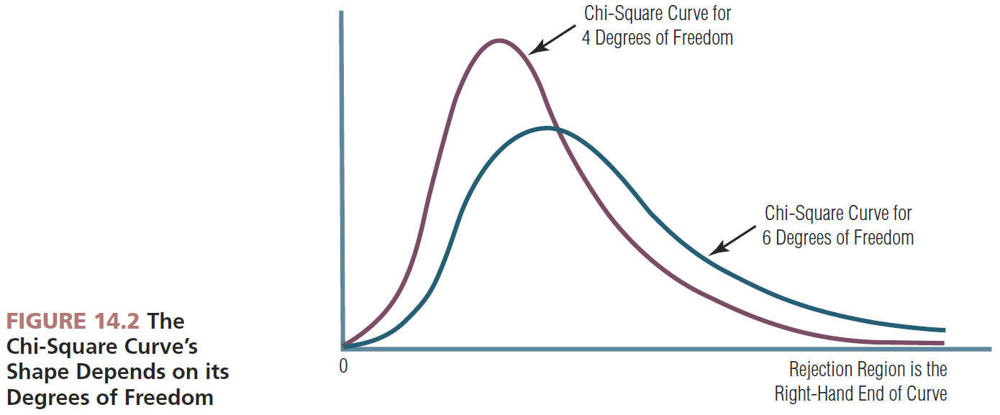 Chi-Square Curve for
4 Degrees of Freedom
Chi-Square Curve for
6 Degrees of Freedom
FIGURE 14.2 The
Chi-Square Curve's
Shape Depends on its
Degrees of Freedom
0
Rejection Region is the
Right-Hand End of Curve